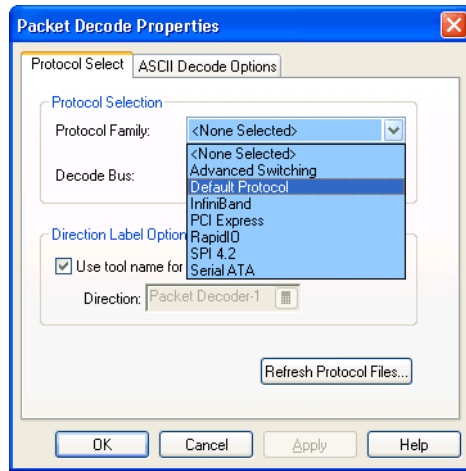 Packet Decode Properties
Protocol Select
ASCII Decode Options
Protocol Selection
Protocol Family:
<None Selected>
<None Selected>
Advanced Switching
Decode Bus:
Default Protocol
InfiniBand
PCI Express
RapidIO
Direction Label Option
SPI 4.2
Use tool name for
Serial ATA
Direction:
Packet Decoder-1
Refresh Protocol Files...
OK
Cancel
Apply
Help